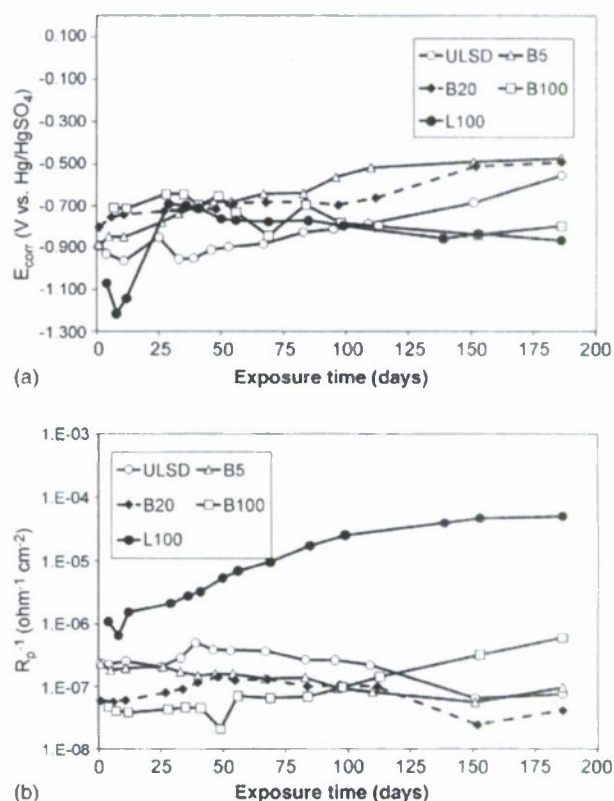 0.100
-0.100
-0.300
-0.500
-0.700
-0.900
-1.100
-1.300
E_corr (V vs. Hg/HgSO₄)
ULSD B5
B20 B100
L100
0 25 50 75 100 125 150 175 200
(a) Exposure time (days)
1.E-03
1.E-04
1.E-05
1.E-06
1.E-07
1.E-08
R_p⁻¹ (ohm⁻¹ cm⁻²)
ULSD B5
B20 B100
L100
0 25 50 75 100 125 150 175 200
(b) Exposure time (days)